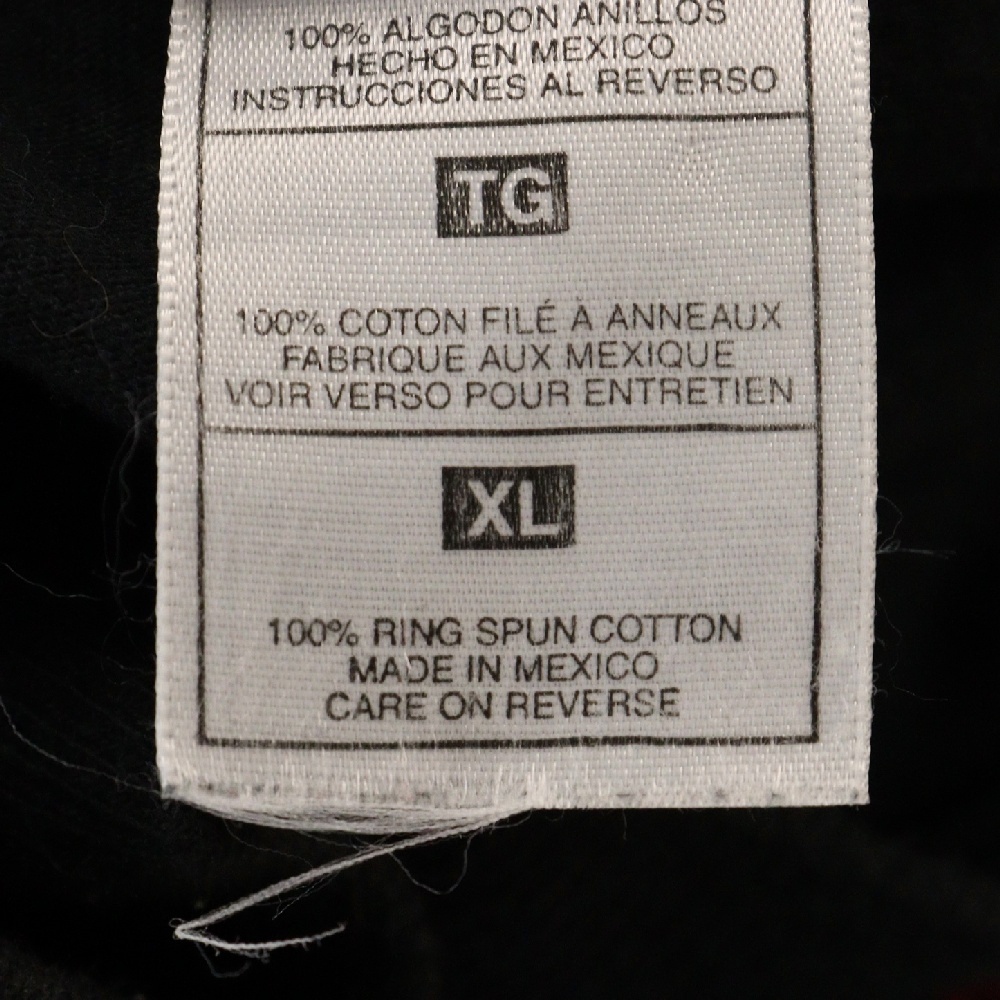 100% ALGODON ANILLOS
HECHO EN MEXICO
INSTRUCCIONES AL REVERSO
TG
100% COTON FILÉ À ANNEAUX
FABRIQUE AUX MEXIQUE
VOIR VERSO POUR ENTRETIEN
XL
100% RING SPUN COTTON
MADE IN MEXICO
CARE ON REVERSE